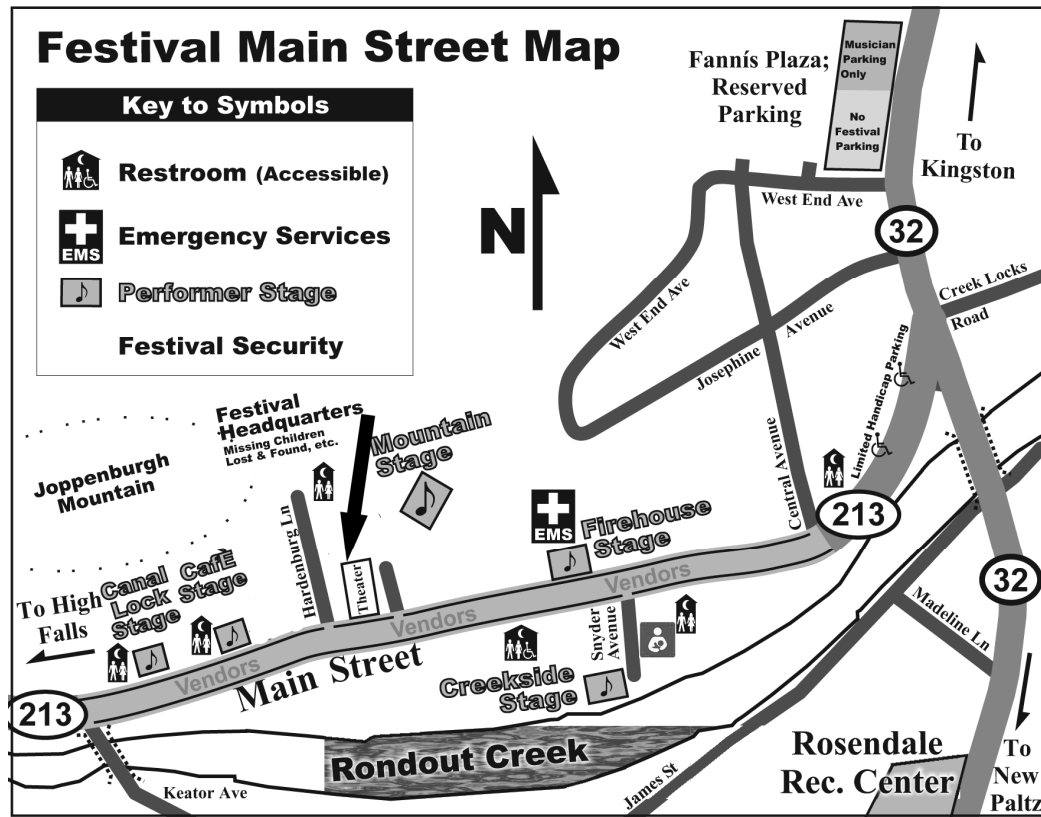 Festival Main Street Map
Key to Symbols
Restroom (Accessible)
EMS
Emergency Services
Performer Stage
Festival Security
N
Fannís Plaza;
Reserved
Parking
Musician
Parking
Only
No
Festival
Parking
To
Kingston
West End Ave
32
Creek Locks
Road
West End Ave
Josephine
Avenue
Central Avenue
Limited Handicap Parking
213
Festival
Headquarters
Missing Children
Lost & Found, etc.
Mountain
Stage
Joppenburgh
Mountain
Hardenburg Ln
Theater
EMS
Firehouse
Stage
To High
Falls
Canal
Lock
Stage
CafE
Stage
Vendors
Vendors
Vendors
Main Street
Snyder
Avenue
Creekside
Stage
213
Keator Ave
Rondout Creek
James St
Madeline Ln
32
Rosendale
Rec. Center
To
New
Paltz